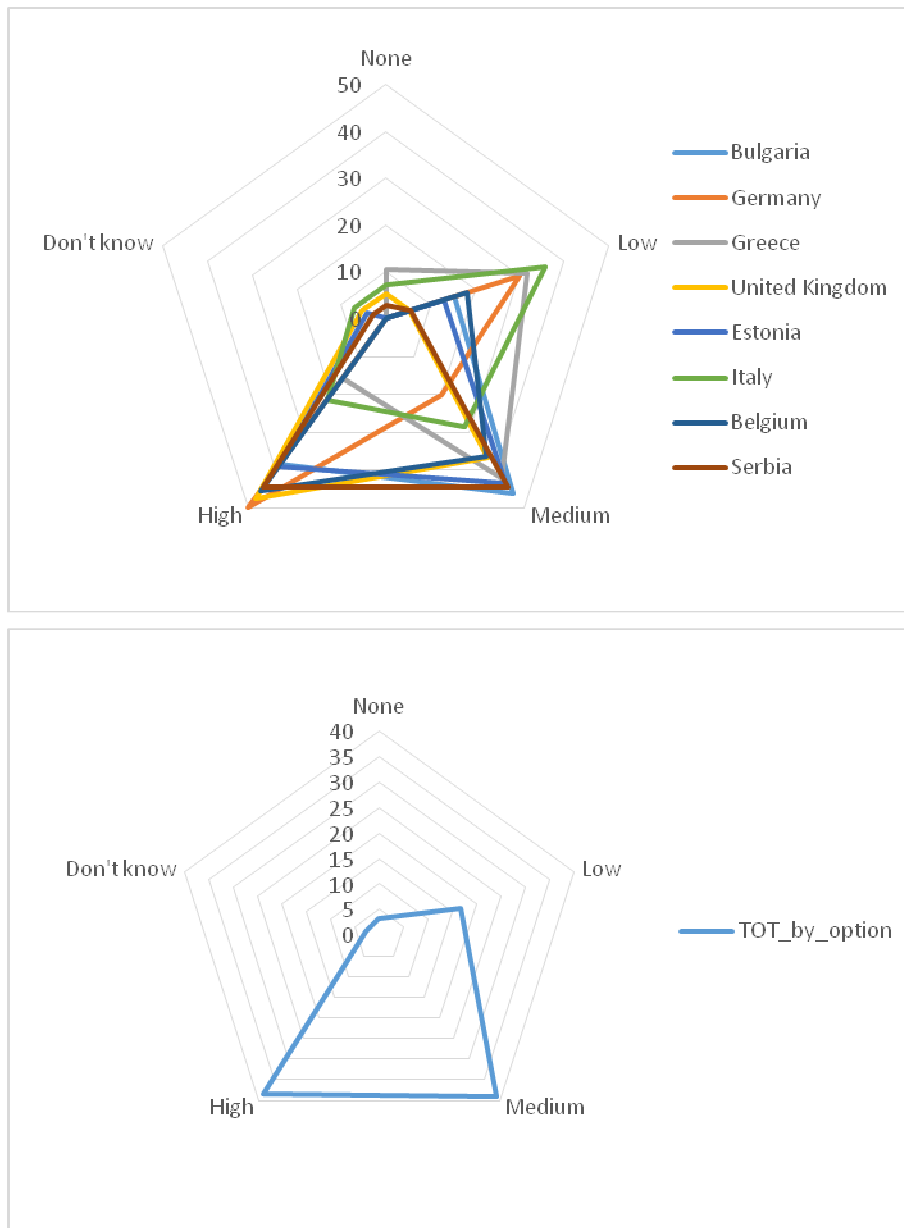 None
50
40
30
20
10
0
Don't know
Low
High
Medium
Bulgaria
Germany
Greece
United Kingdom
Estonia
Italy
Belgium
Serbia
None
40
35
30
25
20
15
10
5
0
Don't know
Low
High
Medium
TOT_by_option